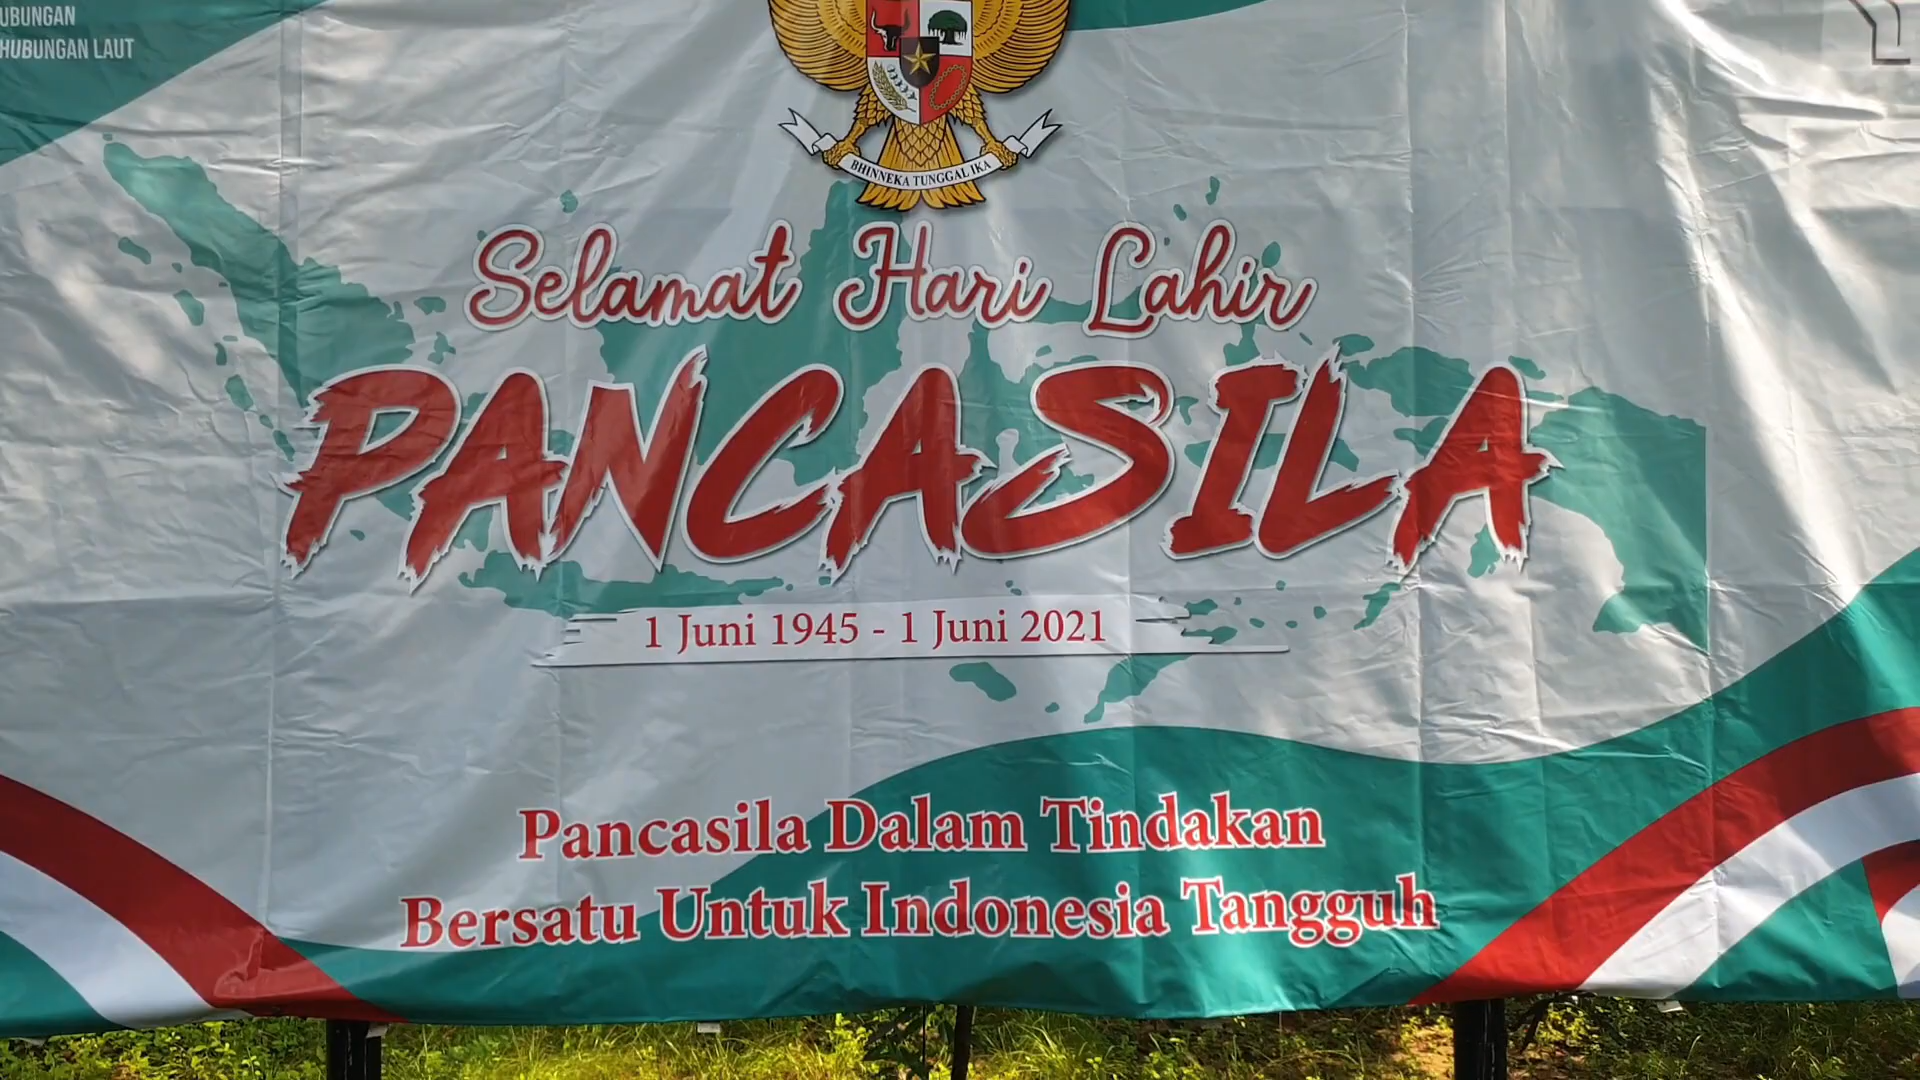 UBUNGAN
HUBUNGAN LAUT
BHINNEKA TUNGGAL IKA
Selamat Hari Lahir
PANCASILA
1 Juni 1945 - 1 Juni 2021
Pancasila Dalam Tindakan
Bersatu Untuk Indonesia Tangguh